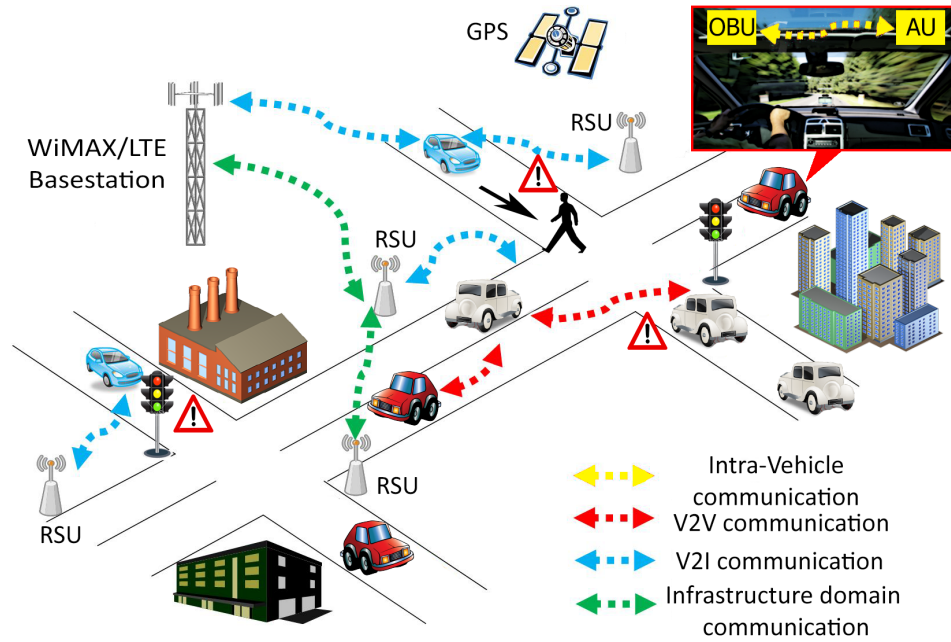 GPS
OBU
AU
RSU
WiMAX/LTE
Basestation
RSU
RSU
RSU
Intra-Vehicle
communication
V2V communication
V2I communication
Infrastructure domain
communication